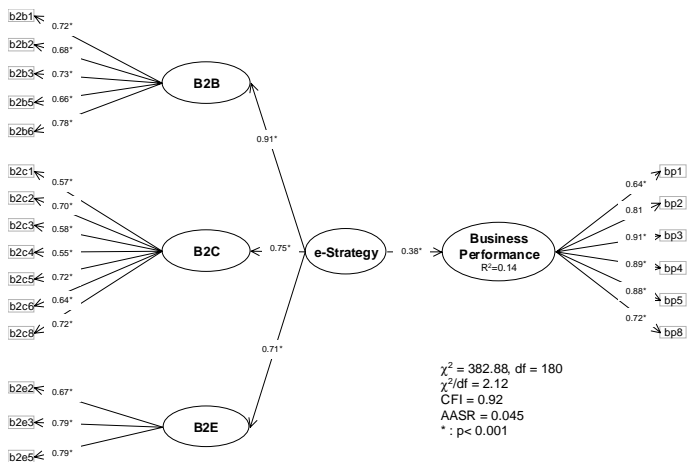 b2b1
0.72*
b2b2
0.68*
b2b3
0.73*
b2b5
0.66*
b2b6
0.78*
B2B
0.91*
b2c1
0.57*
b2c2
0.70*
b2c3
0.58*
b2c4
0.55*
b2c5
0.72*
b2c6
0.64*
b2c8
0.72*
B2C
0.75*
e-Strategy
0.38*
Business
Performance
R²=0.14
bp1
0.64*
bp2
0.81
bp3
0.91*
bp4
0.89*
bp5
0.88*
bp8
0.72*
0.71*
b2e2
0.67*
b2e3
0.79*
b2e5
0.79*
B2E
χ² = 382.88, df = 180
χ²/df = 2.12
CFI = 0.92
AASR = 0.045
* : p< 0.001